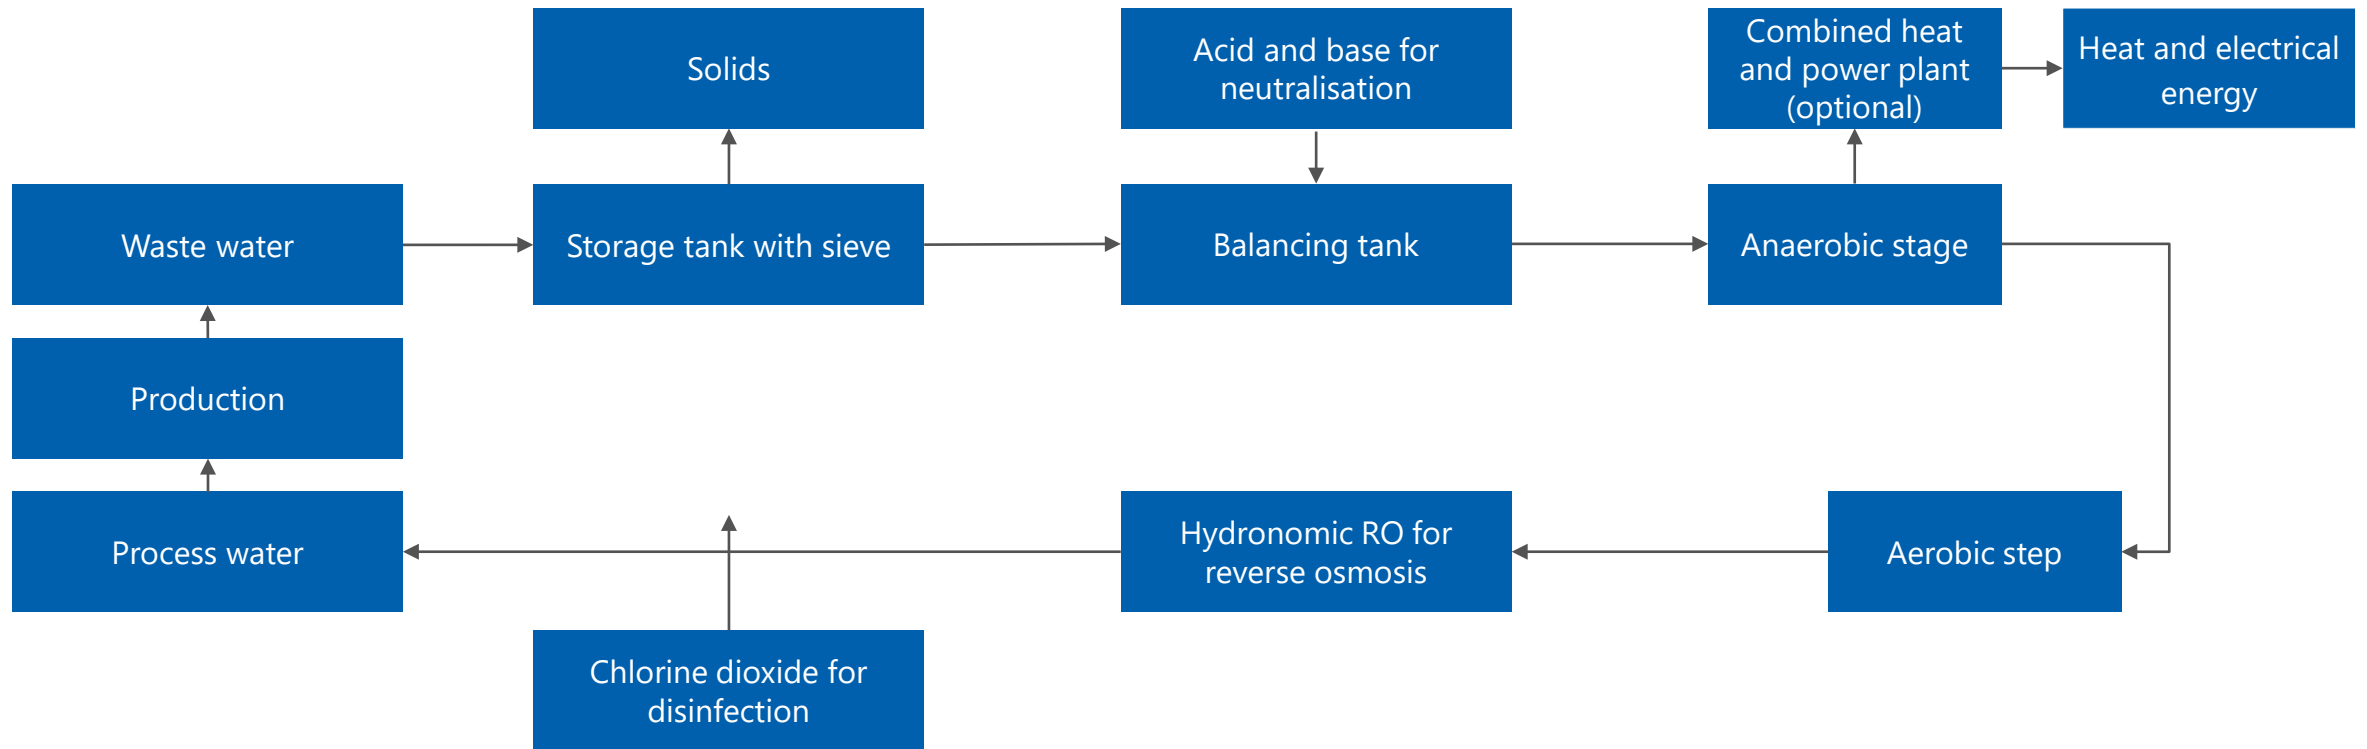 Solids
Acid and base for
neutralisation
Combined heat
and power plant
(optional)
Heat and electrical
energy
Waste water
Storage tank with sieve
Balancing tank
Anaerobic stage
Production
Process water
Hydronomic RO for
reverse osmosis
Aerobic step
Chlorine dioxide for
disinfection